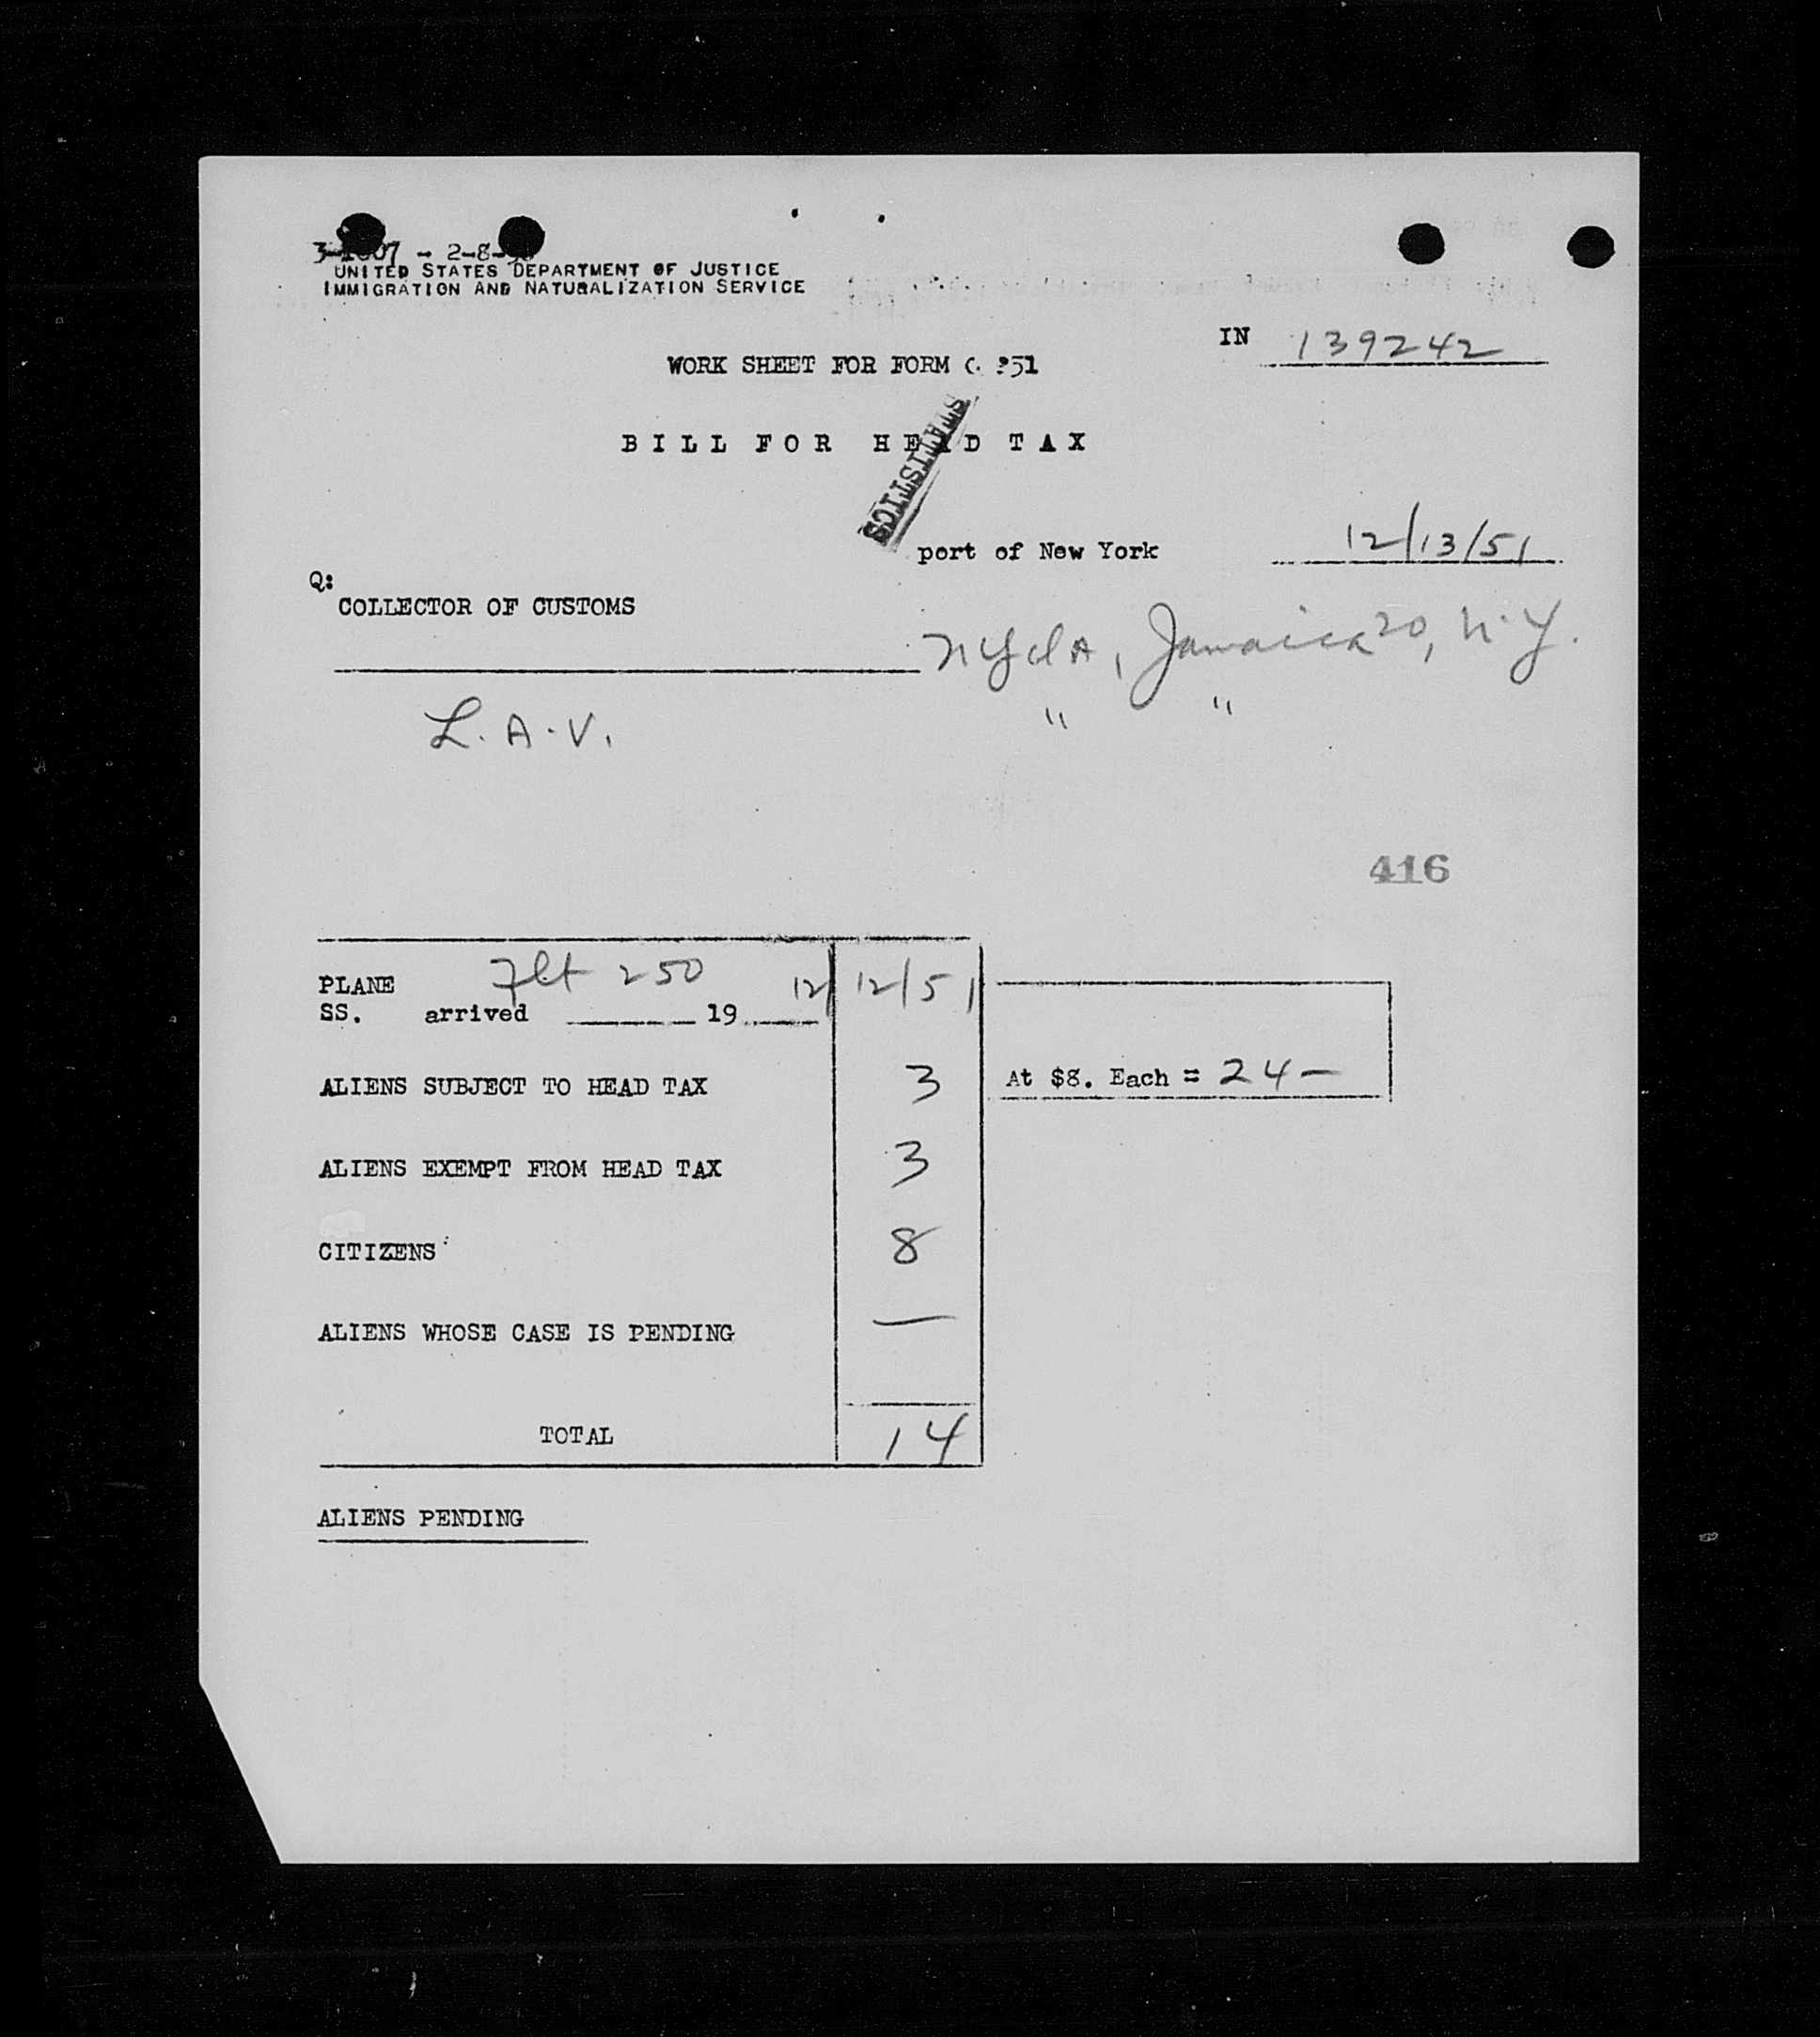 UNITED STATES DEPARTMENT OF JUSTICE
IMMIGRATION AND NATURALIZATION SERVICE
IN 139242
WORK SHEET FOR FORM
BILL FOR HEAD TAX
STATISTICS
port of New York 12/13/51
Q:
COLLECTOR OF CUSTOMS
Jamaica 20, N.Y.
L.A.V. " "
416
PLANE Flt 250 12/12/51
SS. arrived 19
ALIENS SUBJECT TO HEAD TAX 3 At $8. Each = 24-
ALIENS EXEMPT FROM HEAD TAX 3
CITIZENS 8
ALIENS WHOSE CASE IS PENDING —
TOTAL 14
ALIENS PENDING